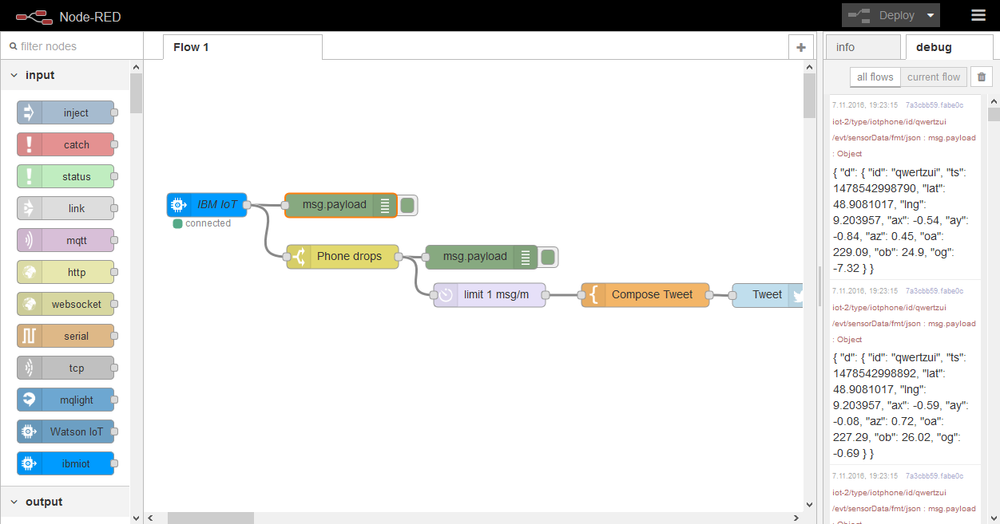 Node-RED
Deploy
filter nodes
Flow 1
info
debug
all flows
current flow
input
inject
catch
status
link
mqtt
http
websocket
serial
tcp
mqlight
Watson IoT
ibmiot
output
IBM IoT
connected
msg.payload
Phone drops
msg.payload
limit 1 msg/m
Compose Tweet
Tweet
7.11.2016, 19:23:15 7a3cbb59.fabe0c
iot-2/type/iotphone/id/qwertzui
/evt/sensorData/fmt/json : msg.payload
: Object
{ "d": { "id": "qwertzui", "ts":
1478542998790, "lat":
48.9081017, "lng":
9.203957, "ax": -0.54, "ay":
-0.84, "az": 0.45, "oa":
229.09, "ob": 24.9, "og":
-7.32 } }
7.11.2016, 19:23:15 7a3cbb59.fabe0c
iot-2/type/iotphone/id/qwertzui
/evt/sensorData/fmt/json : msg.payload
: Object
{ "d": { "id": "qwertzui", "ts":
1478542998892, "lat":
48.9081017, "lng":
9.203957, "ax": -0.59, "ay":
-0.08, "az": 0.72, "oa":
227.29, "ob": 26.02, "og":
-0.69 } }
7.11.2016, 19:23:15 7a3cbb59.fabe0c
iot-2/type/iotphone/id/qwertzui
/evt/sensorData/fmt/json : msg.payload
: Object